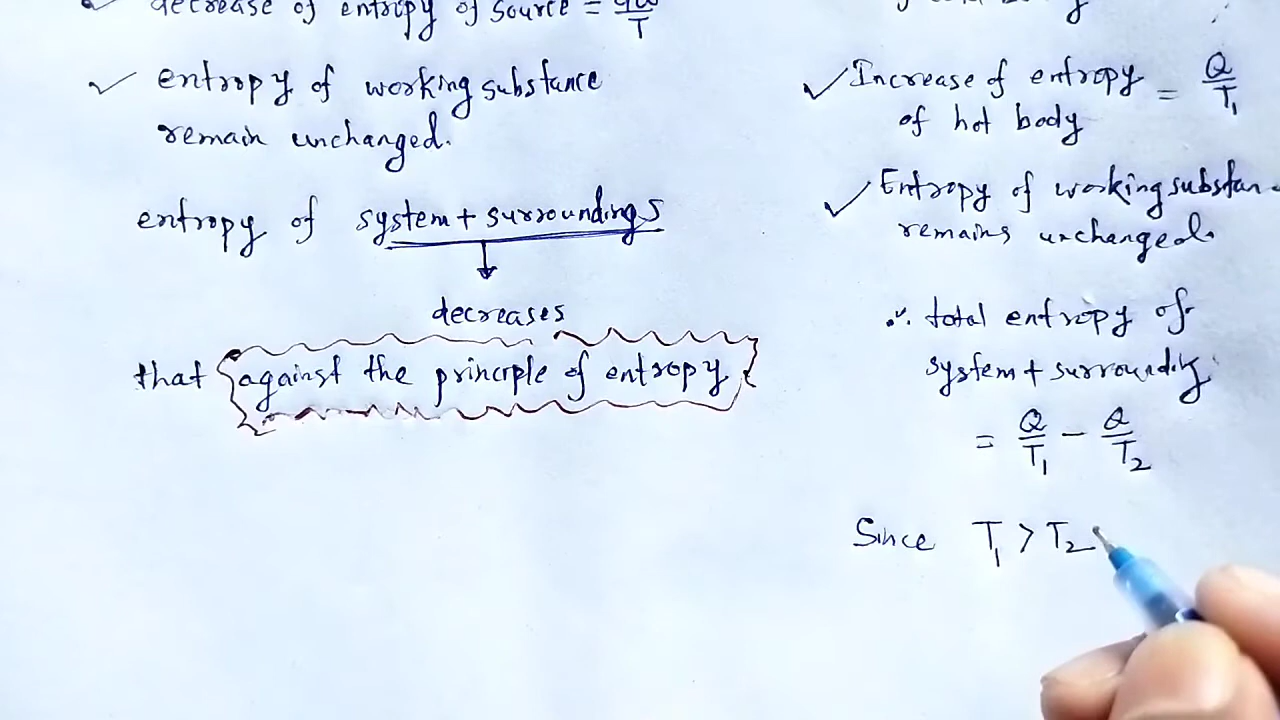 decrease of entropy of source = dQ/T
entropy of working substance
remain unchanged.
entropy of system + surroundings
decreases
that against the principle of entropy
Increase of entropy = Q/T₁
of hot body
Entropy of working substan
remains unchanged.
∴ total entropy of
system + surrounding
= Q/T₁ - Q/T₂
Since T₁ > T₂